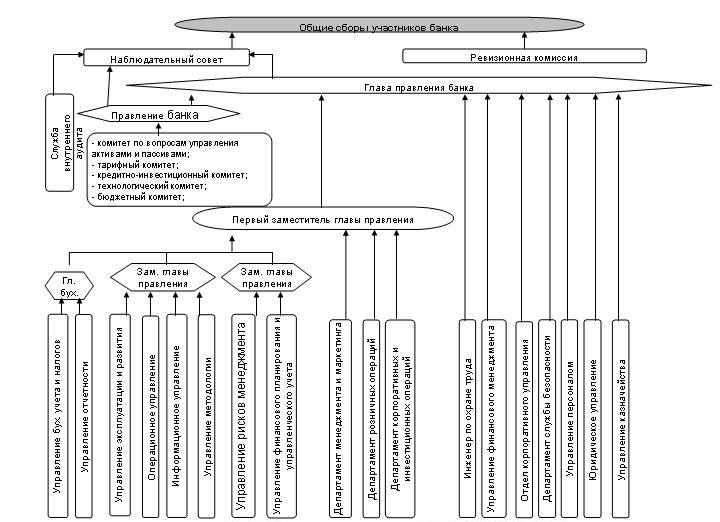 Общие сборы участников банка
Наблюдательный совет
Ревизионная комиссия
Глава правления банка
Служба
внутреннего
аудита
Правление банка
- комитет по вопросам управления
активами и пассивами;
- тарифный комитет;
- кредитно-инвестиционный комитет;
- технологический комитет;
- бюджетный комитет;
Первый заместитель главы правления
Гл.
бух.
Зам. главы
правления
Зам. главы
правления
Управление бух. учета и налогов
Управление отчетности
Управление эксплуатации и развития
Операционное управление
Информационное управление
Управление методологии
Управление рисков менеджмента
Управление финансового планирования и
управленческого учета
Департамент менеджмента и маркетинга
Департамент розничных операций
Департамент корпоративных и
инвестиционных операций
Инженер по охране труда
Управление финансового менеджмента
Отдел корпоративного управления
Департамент службы безопасности
Управление персоналом
Юридическое управление
Управление казначейства